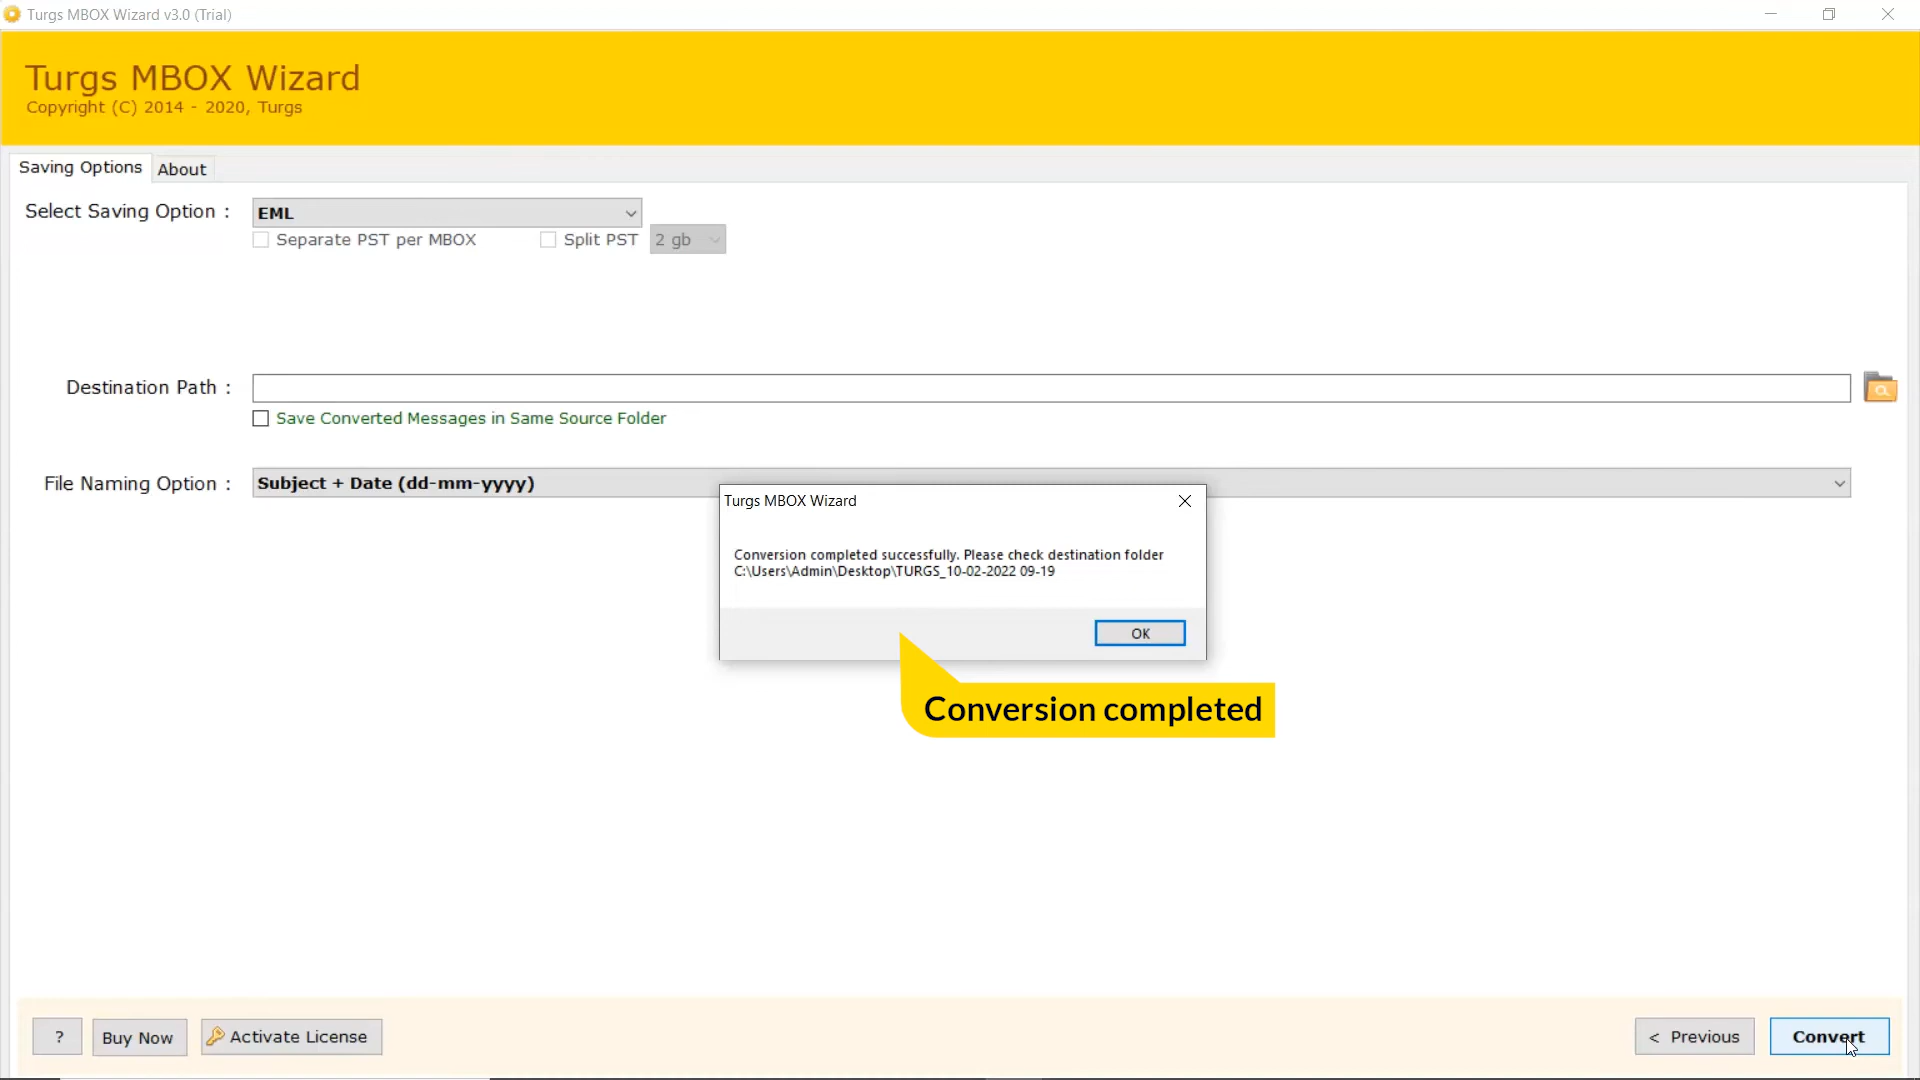 Turgs MBOX Wizard v3.0 (Trial)
Turgs MBOX Wizard
Copyright (C) 2014 - 2020, Turgs
Saving Options About
Select Saving Option : EML
Separate PST per MBOX Split PST 2 gb
Destination Path :
Save Converted Messages in Same Source Folder
File Naming Option : Subject + Date (dd-mm-yyyy)
Turgs MBOX Wizard
Conversion completed successfully. Please check destination folder
C:\Users\Admin\Desktop\TURGS_10-02-2022 09-19
OK
Conversion completed
? Buy Now Activate License < Previous Convert